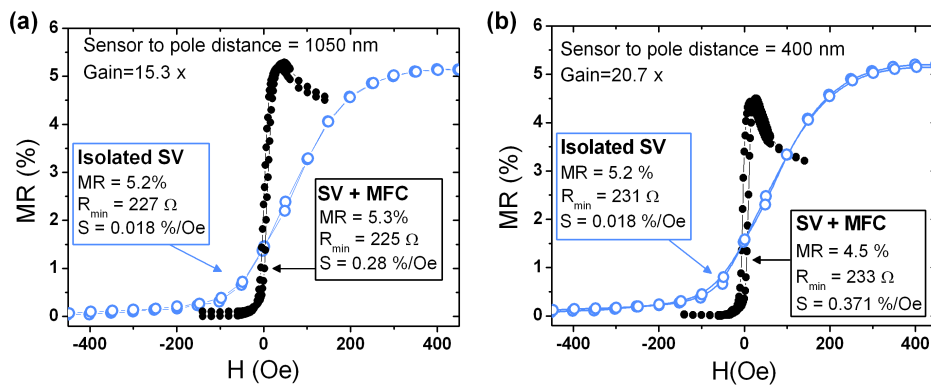 (a)
Sensor to pole distance = 1050 nm
Gain=15.3 x
Isolated SV
MR = 5.2%
Rmin = 227 Ω
S = 0.018 %/Oe
SV + MFC
MR = 5.3%
Rmin = 225 Ω
S = 0.28 %/Oe
MR (%)
6
5
4
3
2
1
0
-400
-200
0
200
400
H (Oe)
(b)
Sensor to pole distance = 400 nm
Gain=20.7 x
Isolated SV
MR = 5.2 %
Rmin = 231 Ω
S = 0.018 %/Oe
SV + MFC
MR = 4.5 %
Rmin = 233 Ω
S = 0.371 %/Oe
MR (%)
6
5
4
3
2
1
0
-400
-200
0
200
400
H (Oe)